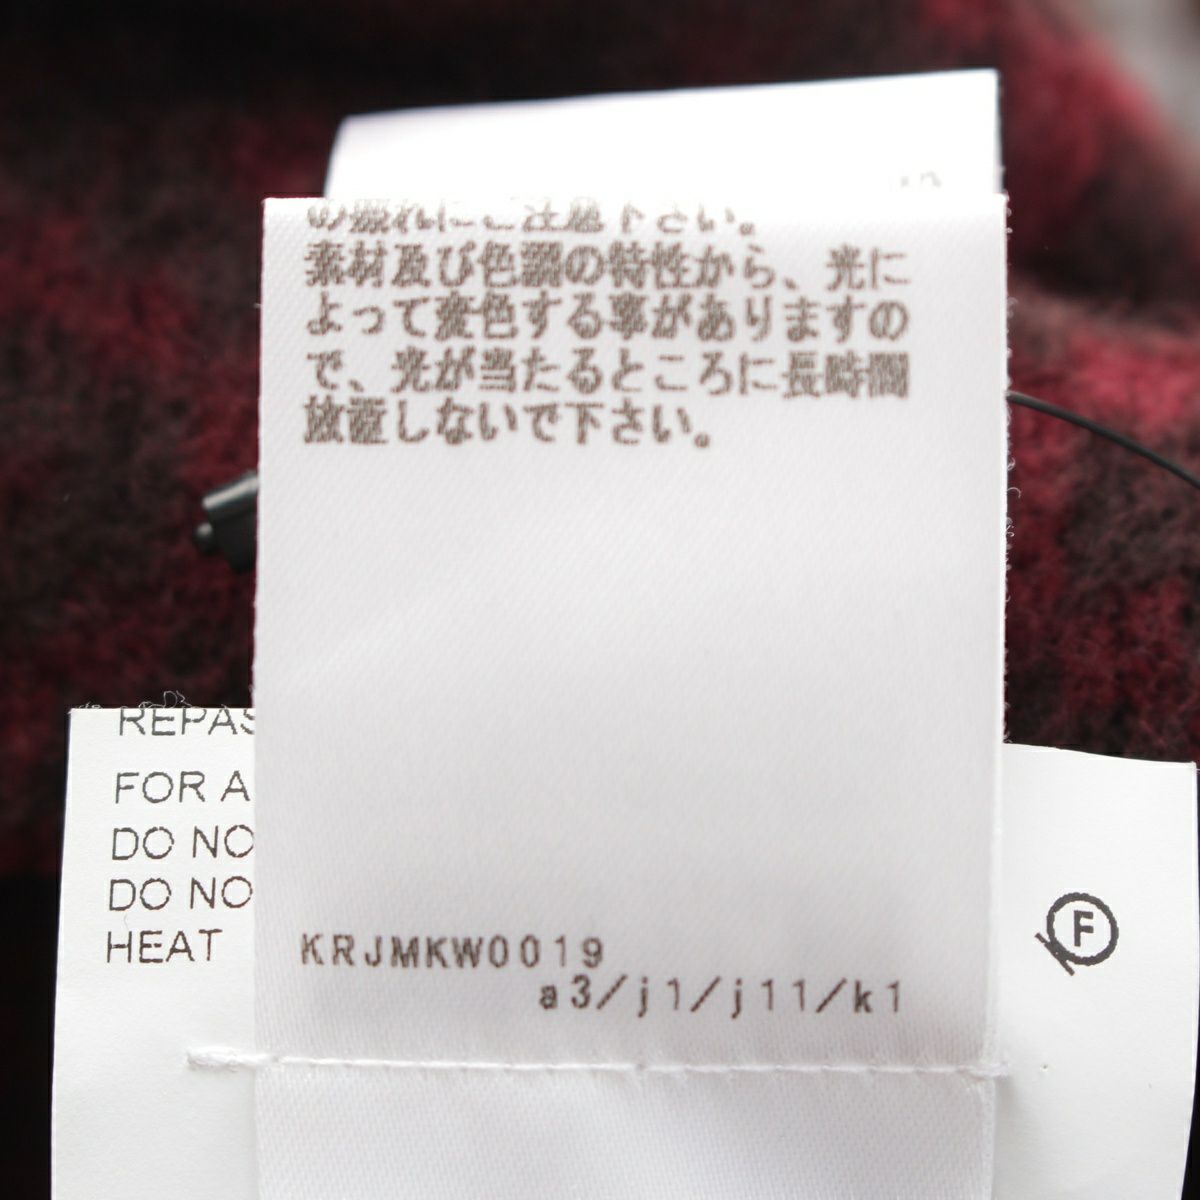 の擦れにご注意下さい。
素材及び色調の特性から、光に
よって変色する事がありますの
で、光が当たるところに長時間
放置しないで下さい。
KRJMKW0019
a3/j1/j11/k1
REPAS
FOR A
DO NO
DO NO
HEAT
F